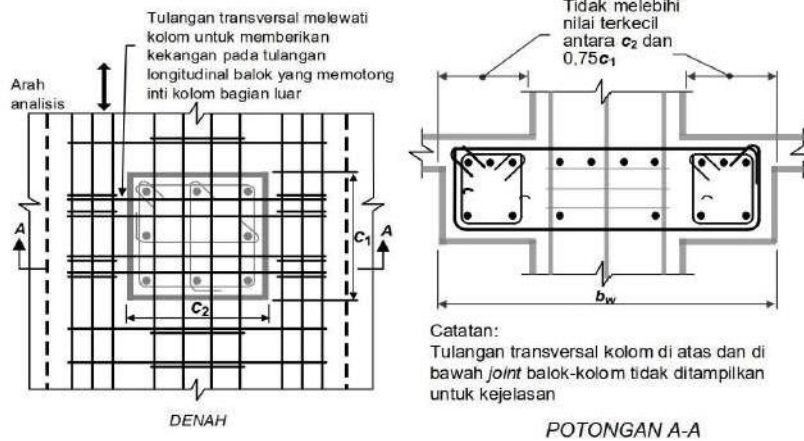 Tulangan transversal melewati
kolom untuk memberikan
kekangan pada tulangan
longitudinal balok yang memotong
inti kolom bagian luar
Arah
analisis
A
A
c1
c2
DENAH
Tidak melebihi
nilai terkecil
antara c2 dan
0,75c1
bw
Catatan:
Tulangan transversal kolom di atas dan di
bawah joint balok-kolom tidak ditampilkan
untuk kejelasan
POTONGAN A-A